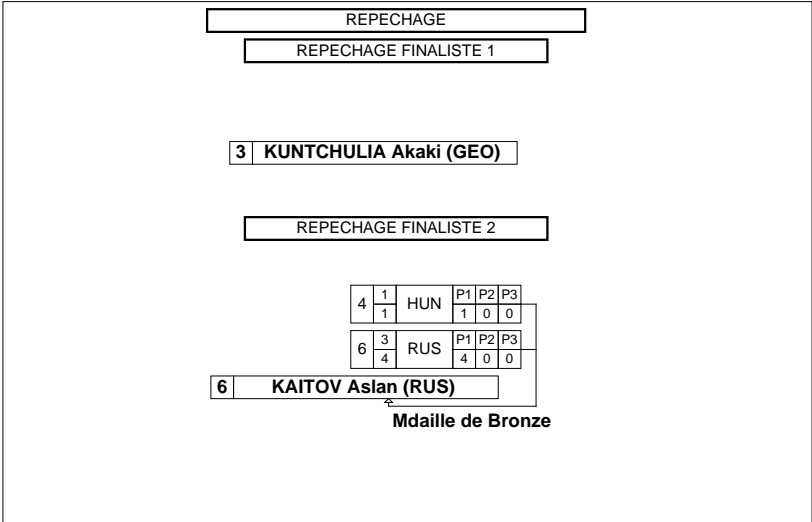 REPECHAGE
REPECHAGE FINALISTE 1
3 KUNTCHULIA Akaki (GEO)
REPECHAGE FINALISTE 2
4 1 HUN P1 P2 P3
1 1 0 0
6 3 RUS P1 P2 P3
4 4 0 0
6 KAITOV Aslan (RUS)
Mdaille de Bronze